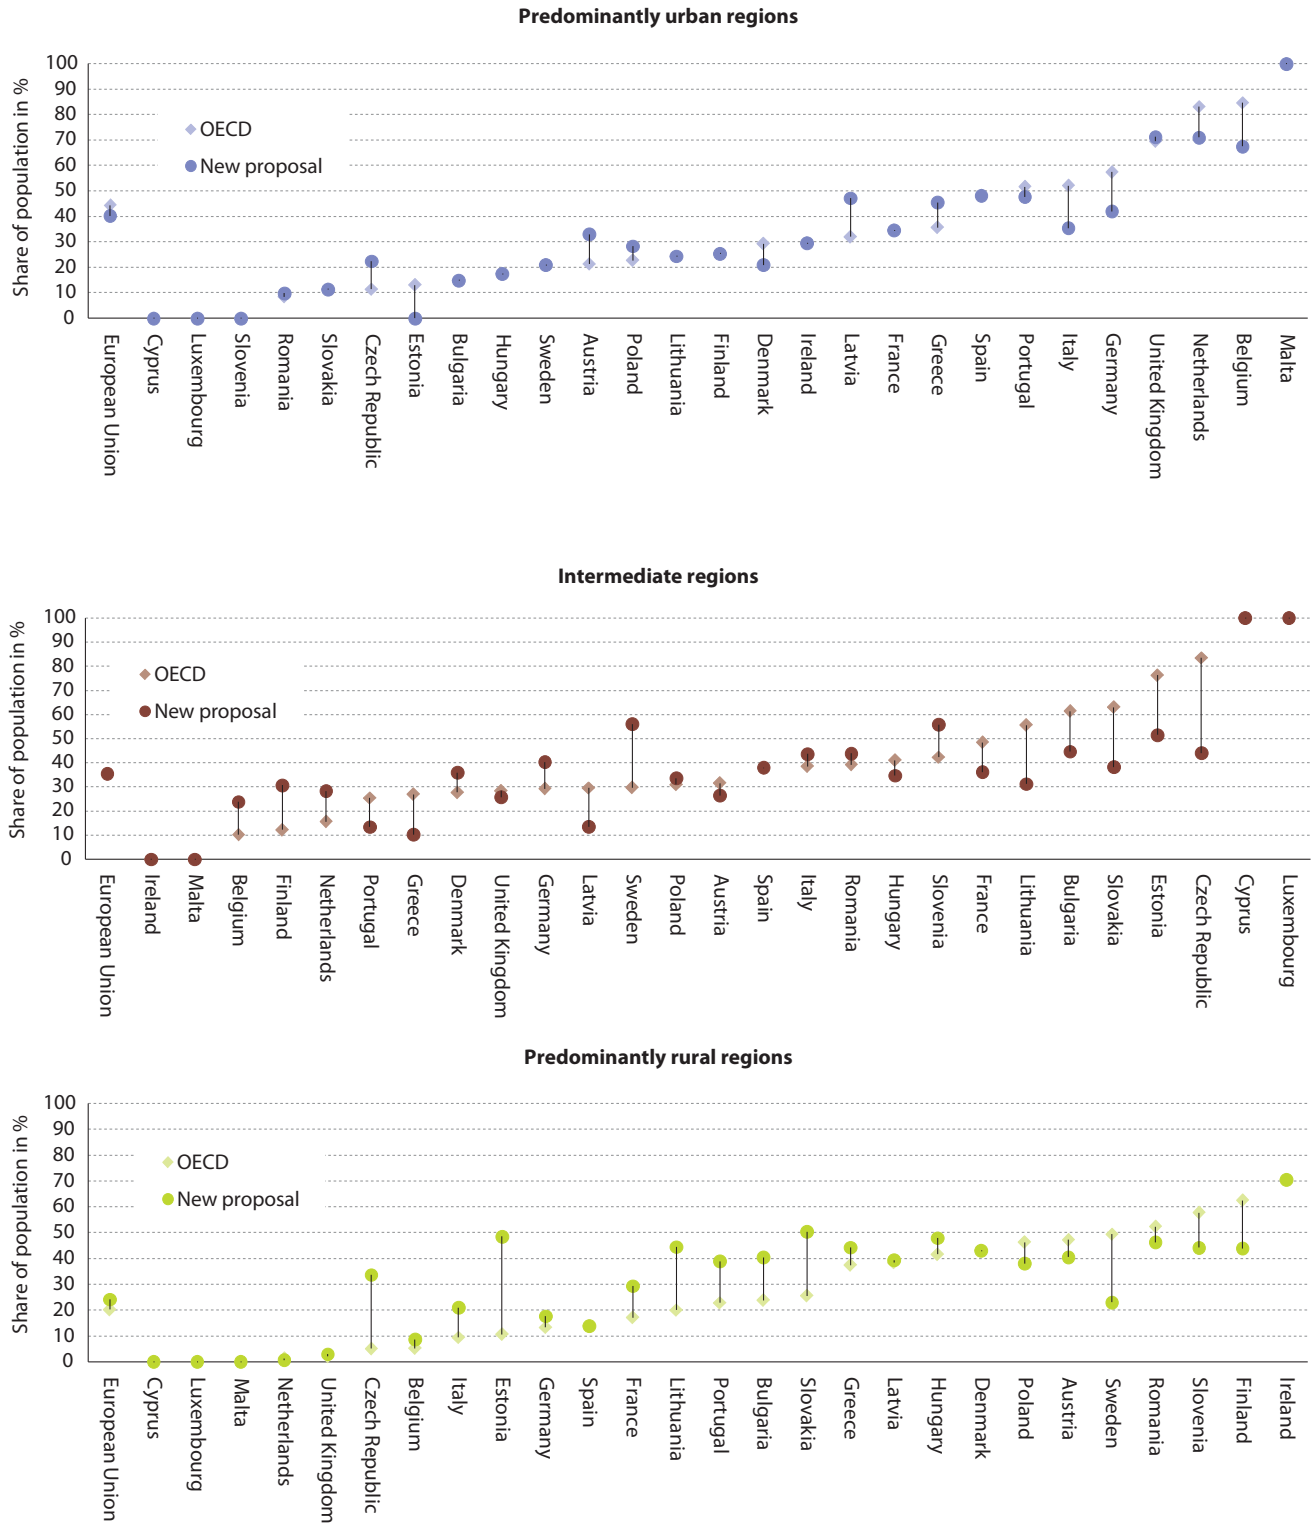 Predominantly urban regions
Share of population in %
100
90
80
70
60
50
40
30
20
10
0
OECD
New proposal
European Union
Cyprus
Luxembourg
Slovenia
Romania
Slovakia
Czech Republic
Estonia
Bulgaria
Hungary
Sweden
Austria
Poland
Lithuania
Finland
Denmark
Ireland
Latvia
France
Greece
Spain
Portugal
Italy
Germany
United Kingdom
Netherlands
Belgium
Malta
Intermediate regions
Share of population in %
100
90
80
70
60
50
40
30
20
10
0
OECD
New proposal
European Union
Ireland
Malta
Belgium
Finland
Netherlands
Portugal
Greece
Denmark
United Kingdom
Germany
Latvia
Sweden
Poland
Austria
Spain
Italy
Romania
Hungary
Slovenia
France
Lithuania
Bulgaria
Slovakia
Estonia
Czech Republic
Cyprus
Luxembourg
Predominantly rural regions
Share of population in %
100
90
80
70
60
50
40
30
20
10
0
OECD
New proposal
European Union
Cyprus
Luxembourg
Malta
Netherlands
United Kingdom
Czech Republic
Belgium
Italy
Estonia
Germany
Spain
France
Lithuania
Portugal
Bulgaria
Slovakia
Greece
Latvia
Hungary
Denmark
Poland
Austria
Sweden
Romania
Slovenia
Finland
Ireland